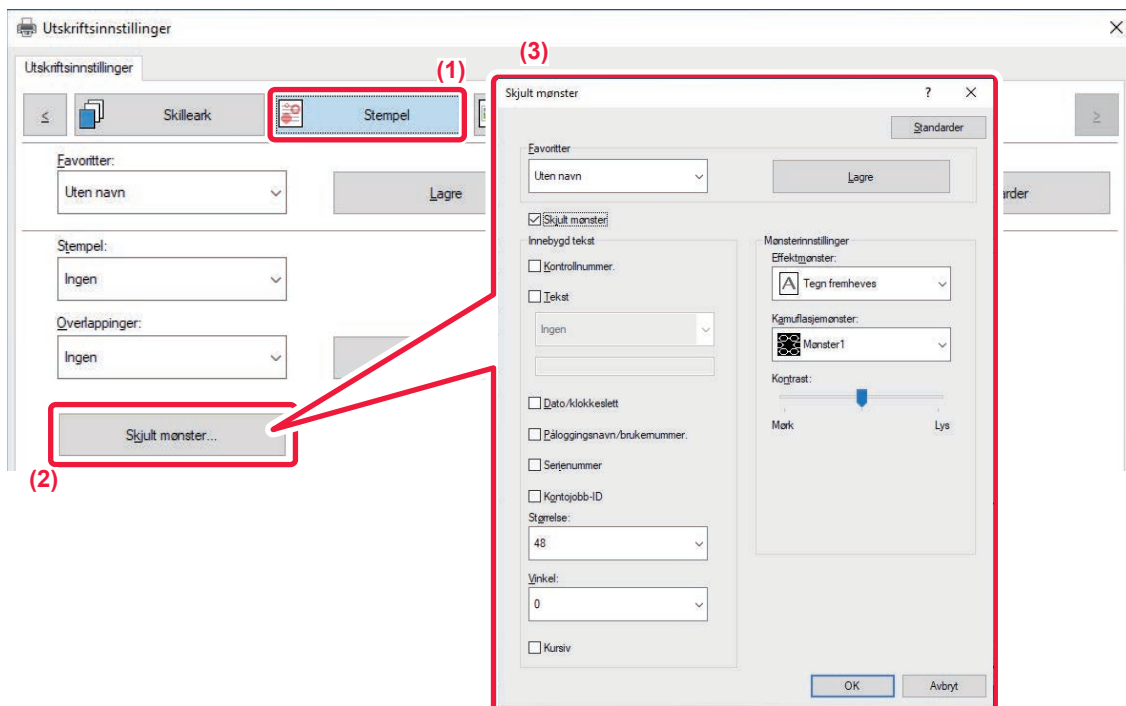 Utskriftsinnstillinger
Utskriftsinnstillinger
(1)
(3)
≤
Skilleark
Stempel
≥
Favoritter:
Uten navn
Lagre
rder
Stempel:
Ingen
Overlappinger:
Ingen
Skjult mønster...
(2)
Skjult mønster
?
Standarder
Favoritter
Uten navn
Lagre
Skjult mønster
Innebygd tekst
Kontrollnummer.
Tekst
Ingen
Dato/klokkeslett
Påloggingsnavn/brukernummer.
Serienummer
Kontojobb-ID
Størrelse:
48
Vinkel:
0
Kursiv
Mønsterinnstillinger
Effektmønster:
A Tegn fremheves
Kamuflasjemønster:
Mønster1
Kontrast:
Mørk Lys
OK Avbryt